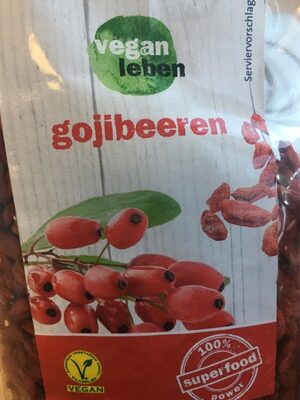 Serviervorschlag
vegan
leben
gojibeeren
VEGAN
100%
superfood
power